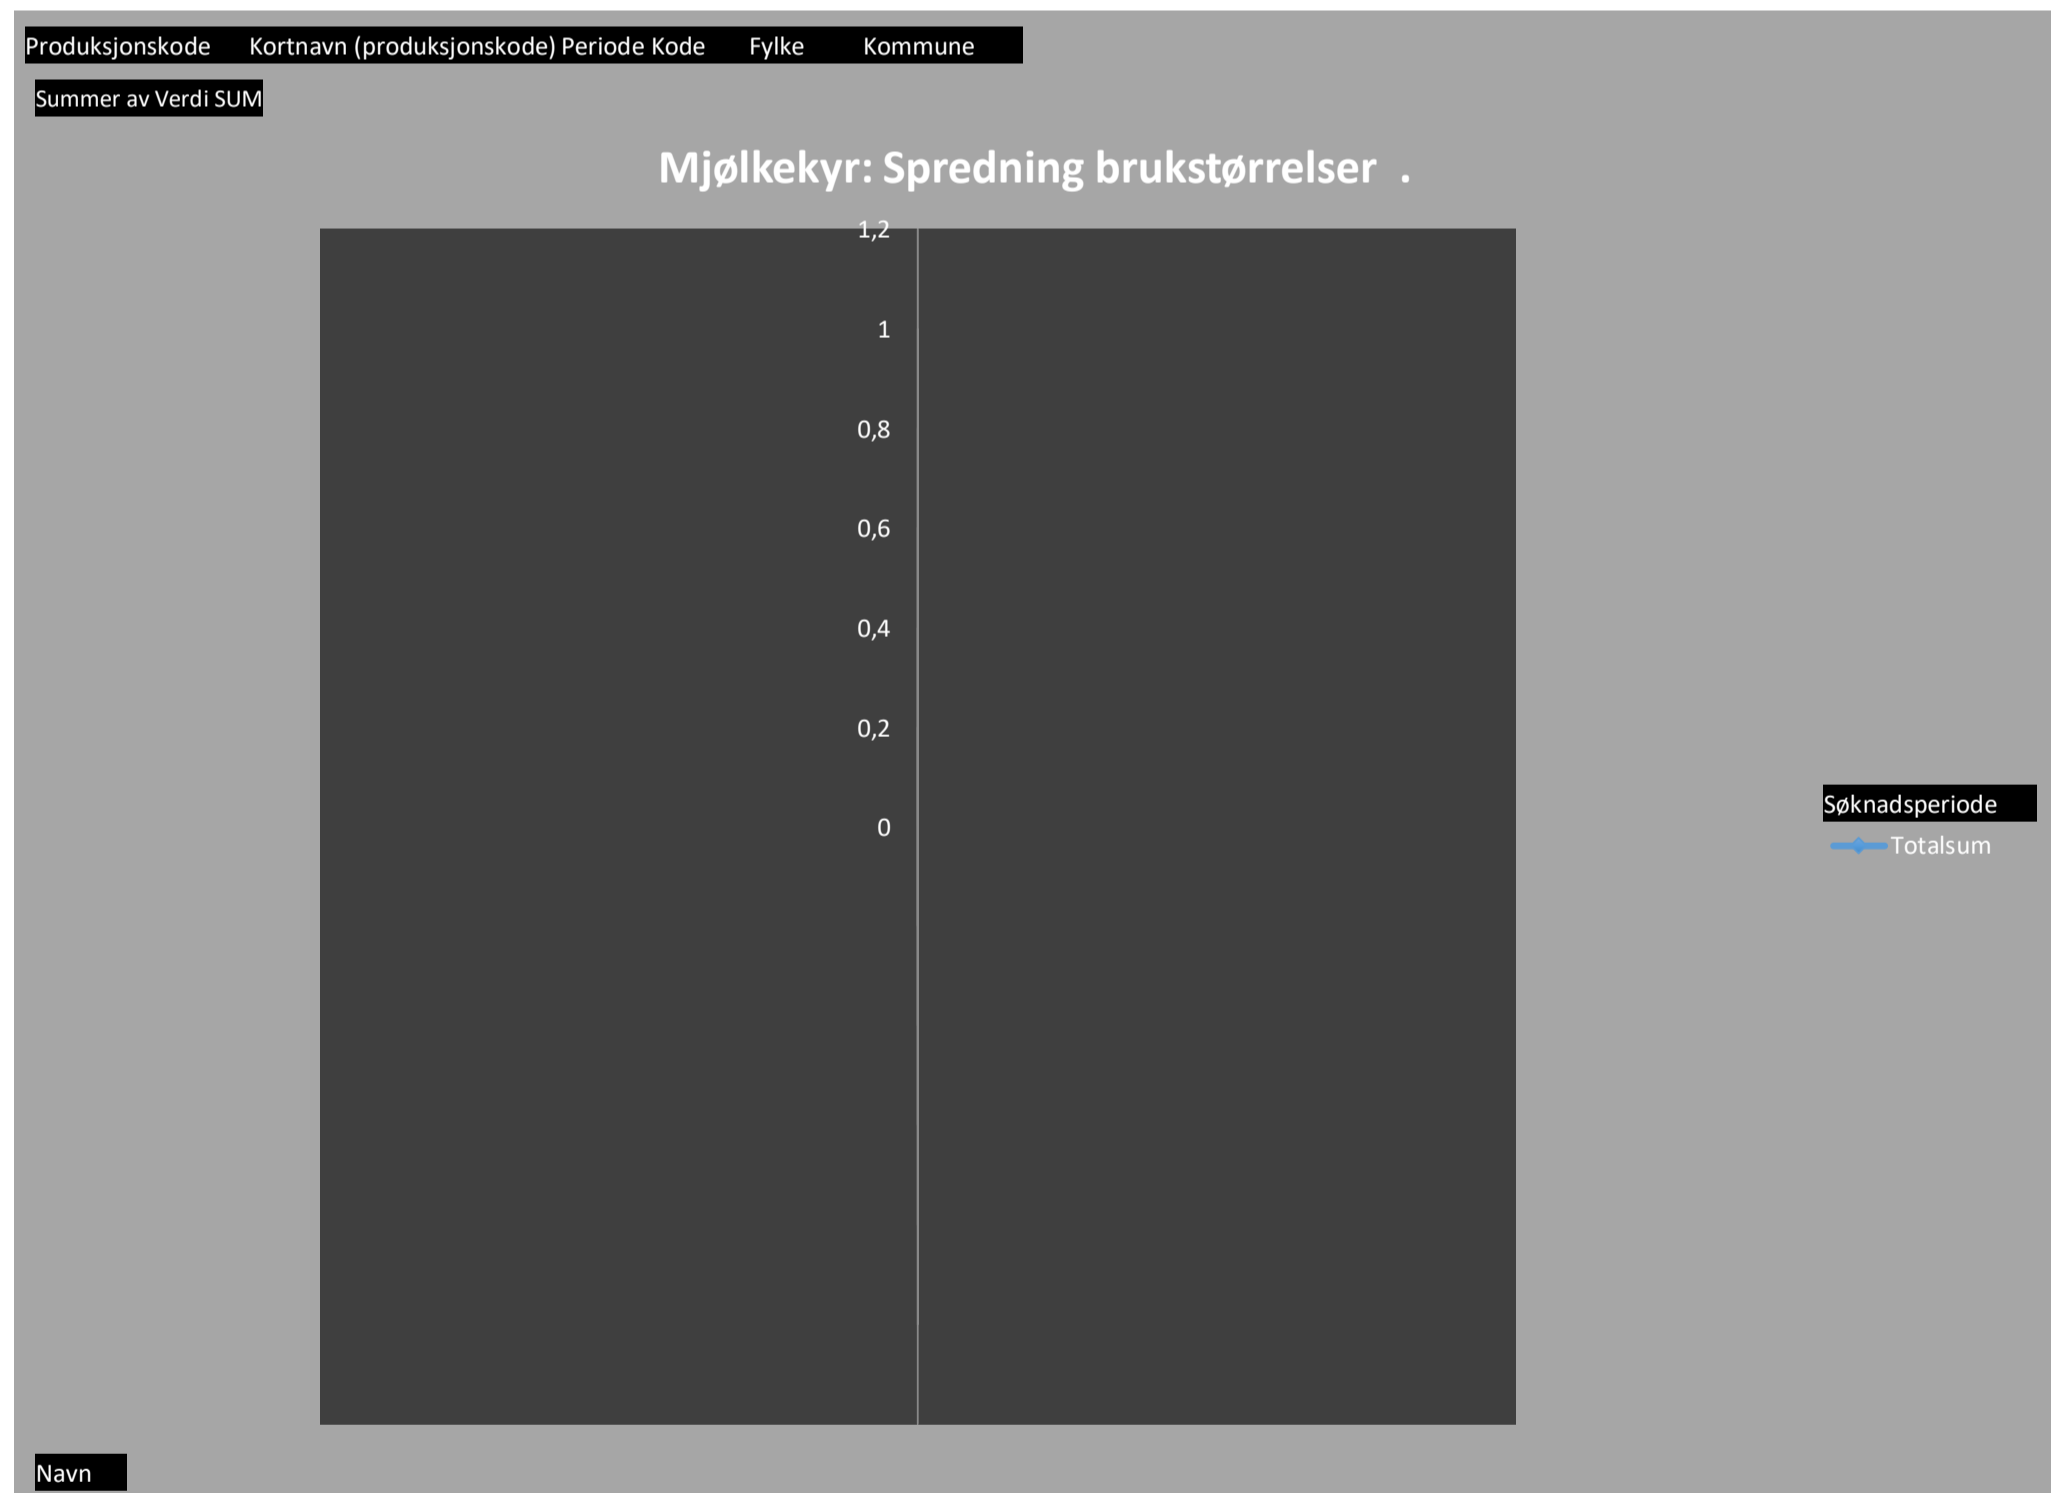 Produksjonskode Kortnavn (produksjonskode) Periode Kode Fylke Kommune
Summer av Verdi SUM
Mjølkekyr: Spredning brukstørrelser .
1,2
1
0,8
0,6
0,4
0,2
0
Søknadsperiode
Totalsum
Navn